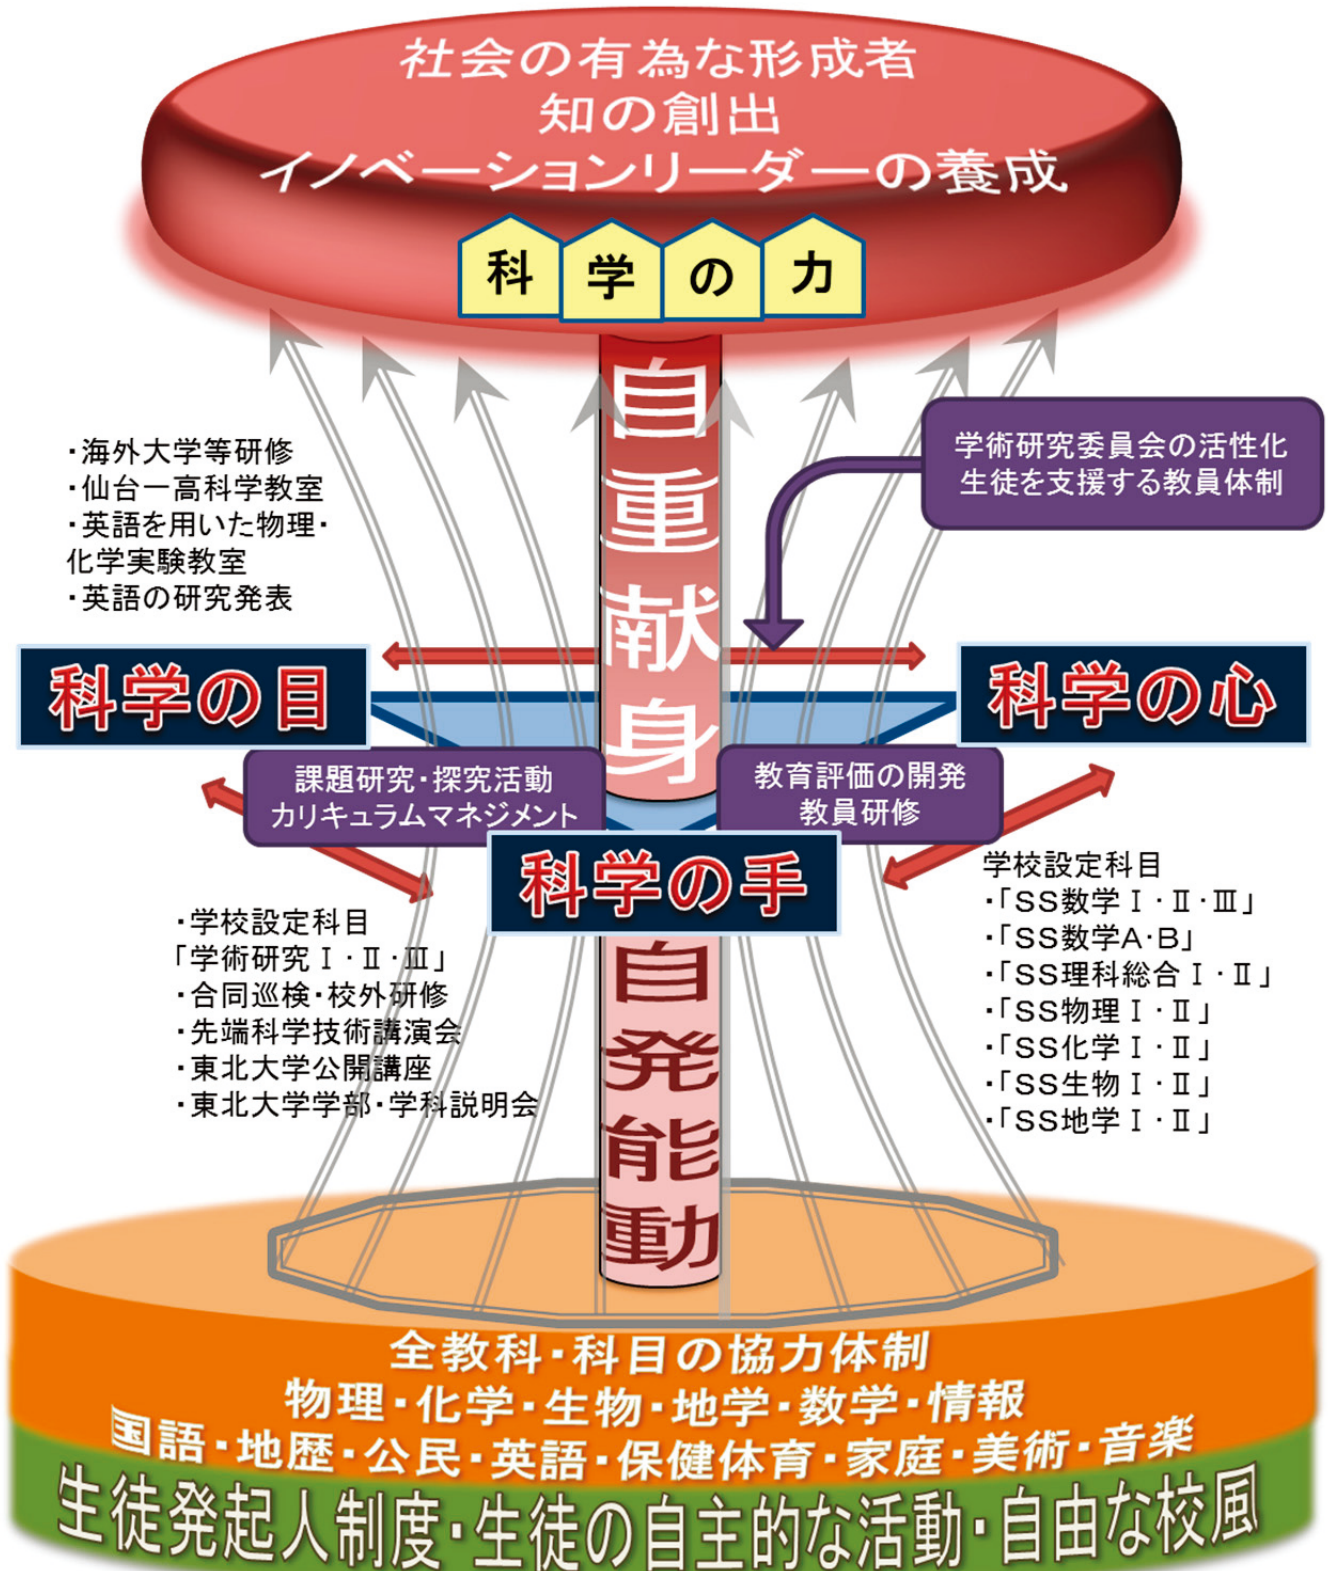 社会の有為な形成者
知の創出
イノベーションリーダーの養成
科学の力
自重献身
・海外大学等研修
・仙台一高科学教室
・英語を用いた物理・
化学実験教室
・英語の研究発表
学術研究委員会の活性化
生徒を支援する教員体制
科学の目
科学の心
課題研究・探究活動
カリキュラムマネジメント
教育評価の開発
教員研修
科学の手
・学校設定科目
「学術研究Ⅰ・Ⅱ・Ⅲ」
・合同巡検・校外研修
・先端科学技術講演会
・東北大学公開講座
・東北大学学部・学科説明会
学校設定科目
・「SS数学Ⅰ・Ⅱ・Ⅲ」
・「SS数学A・B」
・「SS理科総合Ⅰ・Ⅱ」
・「SS物理Ⅰ・Ⅱ」
・「SS化学Ⅰ・Ⅱ」
・「SS生物Ⅰ・Ⅱ」
・「SS地学Ⅰ・Ⅱ」
自発能動
全教科・科目の協力体制
物理・化学・生物・地学・数学・情報
国語・地歴・公民・英語・保健体育・家庭・美術・音楽
生徒発起人制度・生徒の自主的な活動・自由な校風